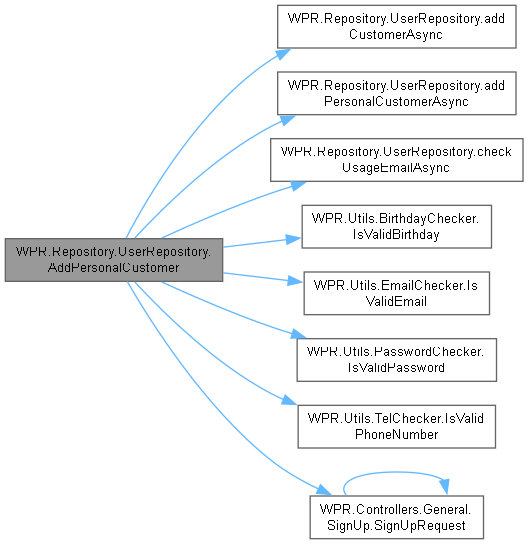 WPR.Repository.UserRepository.add
CustomerAsync
WPR.Repository.UserRepository.add
PersonalCustomerAsync
WPR.Repository.UserRepository.check
UsageEmailAsync
WPR.Utils.BirthdayChecker.
IsValidBirthday
WPR.Repository.UserRepository.
AddPersonalCustomer
WPR.Utils.EmailChecker.Is
ValidEmail
WPR.Utils.PasswordChecker.
IsValidPassword
WPR.Utils.TelChecker.IsValid
PhoneNumber
WPR.Controllers.General.
SignUp.SignUpRequest